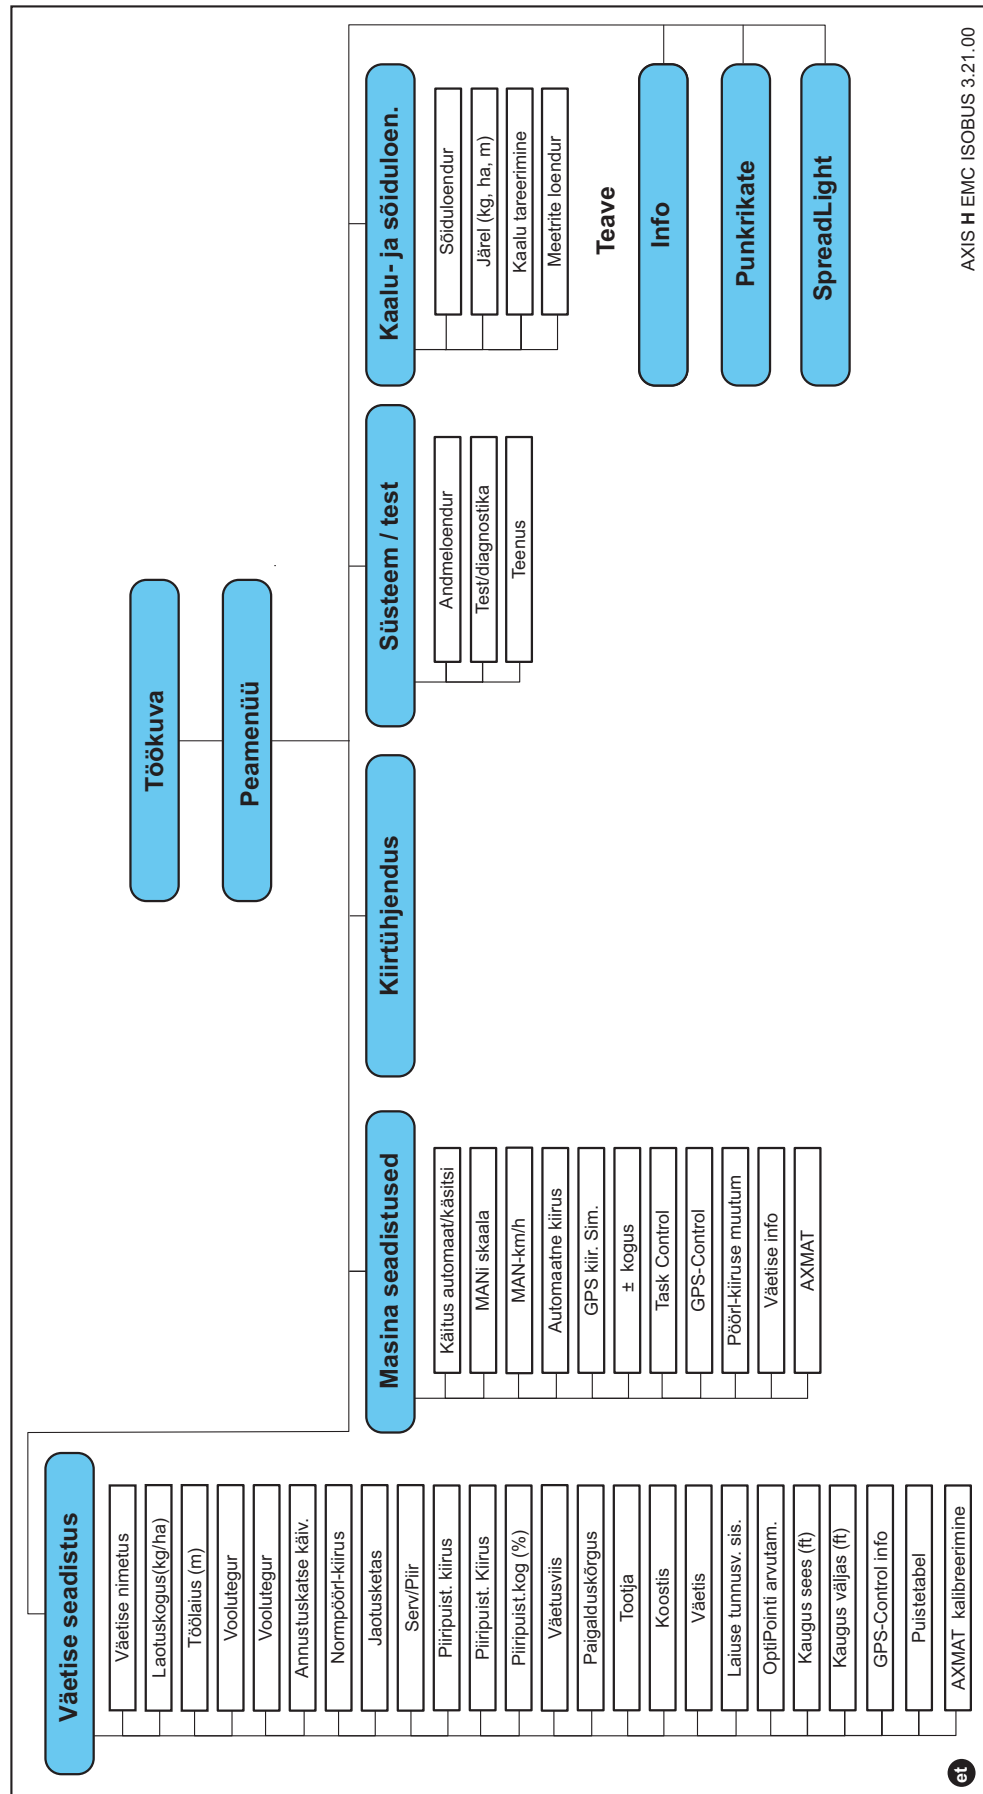 Töökuva
Peamenüü
Väetise seadistus
Väetise nimetus
Laotuskogus(kg/ha)
Töölaius (m)
Voolutegur
Voolutegur
Annustuskatse käiv.
Normpöörl-kiirus
Jaotusketas
Serv/Piir
Piiripuist. kiirus
Piiripuist. Kiirus
Piiripuist.kog (%)
Väetusviis
Paigalduskõrgus
Tootja
Koostis
Väetis
Laiuse tunnusv. sis.
OptiPointi arvutam.
Kaugus sees (ft)
Kaugus väljas (ft)
GPS-Control info
Puistetabel
AXMAT kalibreerimine
Masina seadistused
Käitus automaat/käsitsi
MANi skaala
MAN-km/h
Automaatne kiirus
GPS kiir. Sim.
± kogus
Task Control
GPS-Control
Pöörl-kiiruse muutum
Väetise info
AXMAT
Kiirtühjendus
Süsteem / test
Andmeloendur
Test/diagnostika
Teenus
Kaalu- ja sõiduloen.
Sõiduloendur
Järel (kg, ha, m)
Kaalu tareerimine
Meetrite loendur
Teave
Info
Punkrikate
SpreadLight
et
AXIS H EMC ISOBUS 3.21.00